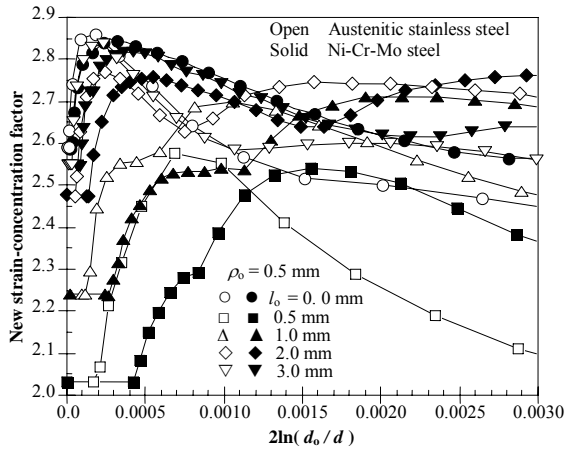 New strain-concentration factor
2.9
2.8
2.7
2.6
2.5
2.4
2.3
2.2
2.1
2.0
Open Austenitic stainless steel
Solid Ni-Cr-Mo steel
ρo = 0.5 mm
lo = 0. 0 mm
0.5 mm
1.0 mm
2.0 mm
3.0 mm
0.0 0.0005 0.0010 0.0015 0.0020 0.0025 0.0030
2ln( do / d )